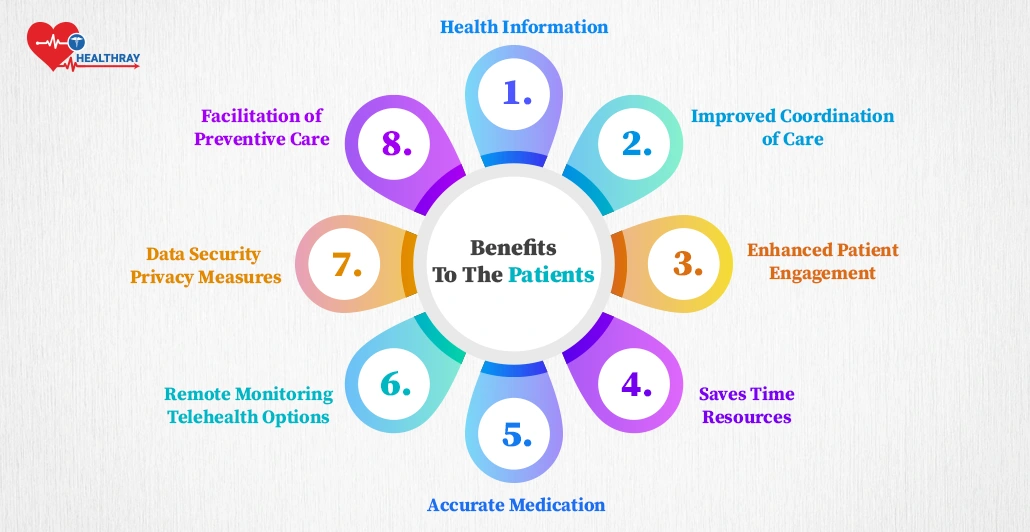 HEALTHRAY
Benefits
To The Patients
1.
Health Information
2.
Improved Coordination
of Care
3.
Enhanced Patient
Engagement
4.
Saves Time
Resources
5.
Accurate Medication
6.
Remote Monitoring
Telehealth Options
7.
Data Security
Privacy Measures
8.
Facilitation of
Preventive Care